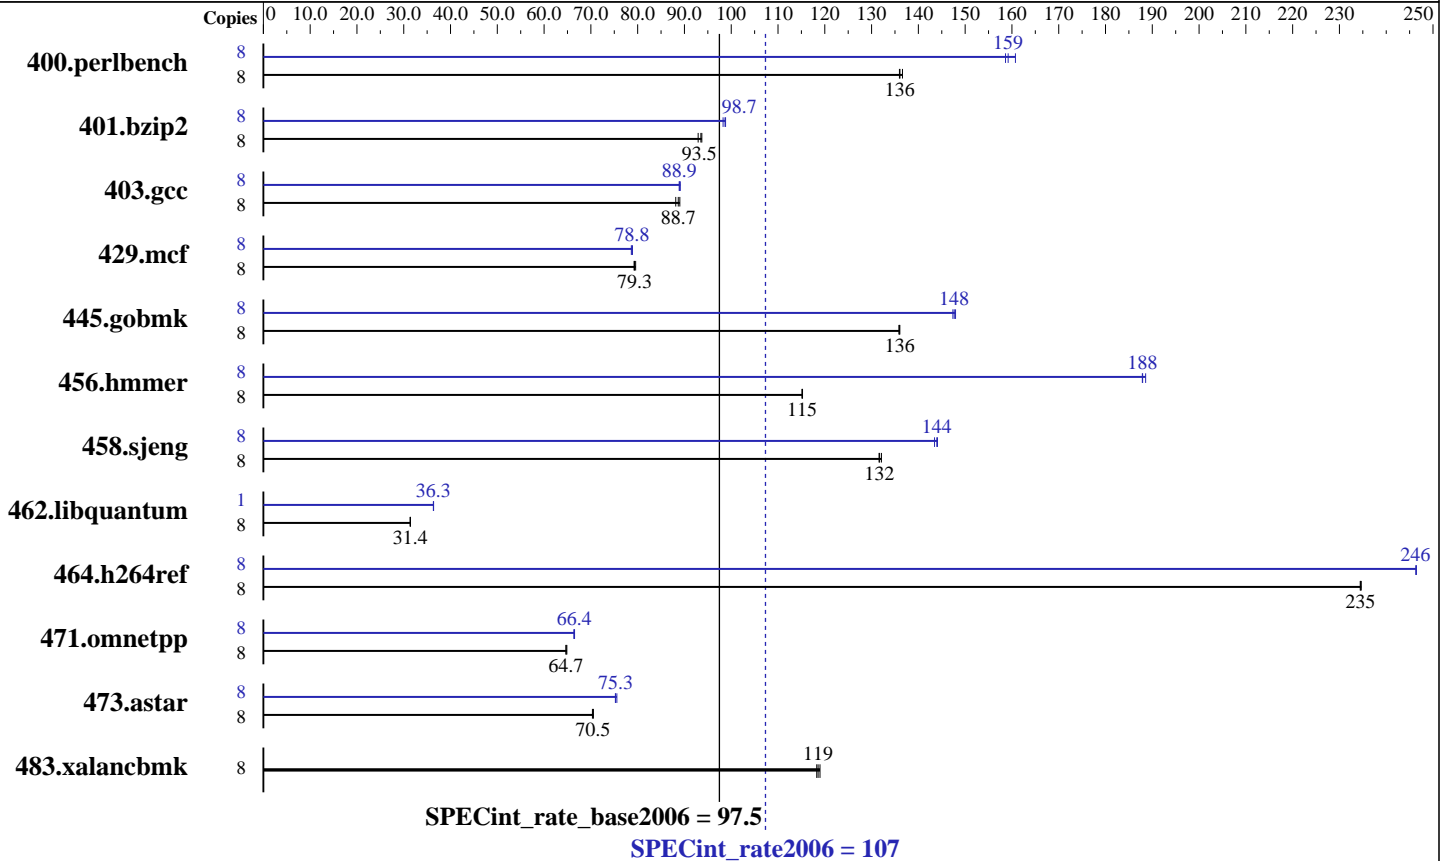 Copies 0 10.0 20.0 30.0 40.0 50.0 60.0 70.0 80.0 90.0 100 110 120 130 140 150 160 170 180 190 200 210 220 230 250
400.perlbench 8 159
8 136
401.bzip2 8 98.7
8 93.5
403.gcc 8 88.9
8 88.7
429.mcf 8 78.8
8 79.3
445.gobmk 8 148
8 136
456.hmmer 8 188
8 115
458.sjeng 8 144
8 132
462.libquantum 1 36.3
8 31.4
464.h264ref 8 246
8 235
471.omnetpp 8 66.4
8 64.7
473.astar 8 75.3
8 70.5
483.xalancbmk 8 119
SPECint_rate_base2006 = 97.5
SPECint_rate2006 = 107